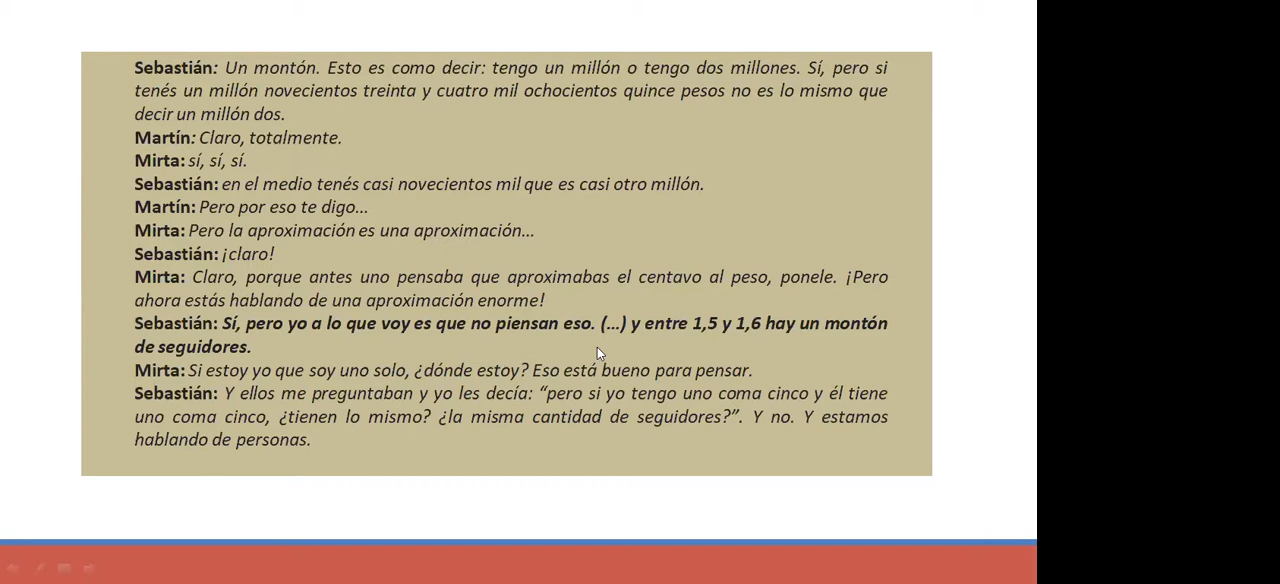 Sebastián: Un montón. Esto es como decir: tengo un millón o tengo dos millones. Sí, pero si
tenés un millón novecientos treinta y cuatro mil ochocientos quince pesos no es lo mismo que
decir un millón dos.
Martín: Claro, totalmente.
Mirta: sí, sí, sí.
Sebastián: en el medio tenés casi novecientos mil que es casi otro millón.
Martín: Pero por eso te digo…
Mirta: Pero la aproximación es una aproximación…
Sebastián: ¡claro!
Mirta: Claro, porque antes uno pensaba que aproximabas el centavo al peso, ponele. ¡Pero
ahora estás hablando de una aproximación enorme!
Sebastián: Sí, pero yo a lo que voy es que no piensan eso. (…) y entre 1,5 y 1,6 hay un montón
de seguidores.
Mirta: Si estoy yo que soy uno solo, ¿dónde estoy? Eso está bueno para pensar.
Sebastián: Y ellos me preguntaban y yo les decía: “pero si yo tengo uno coma cinco y él tiene
uno coma cinco, ¿tienen lo mismo? ¿la misma cantidad de seguidores?”. Y no. Y estamos
hablando de personas.